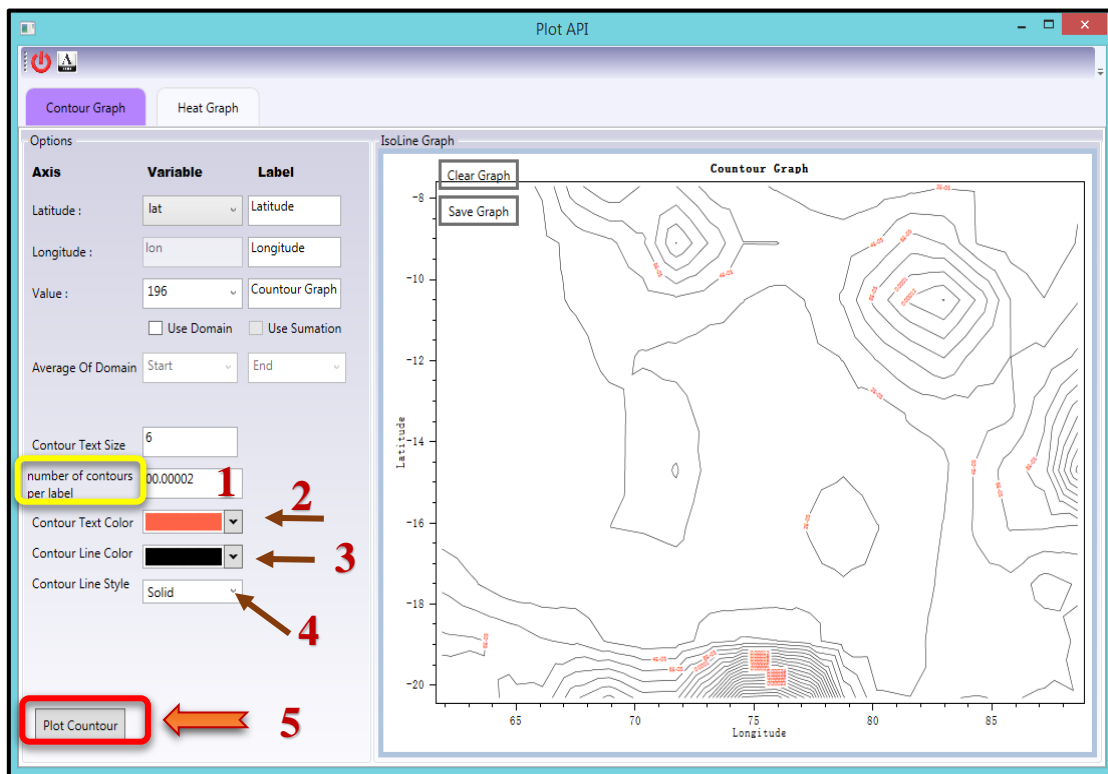 Plot API
Contour Graph
Heat Graph
Options
Axis Variable Label
Latitude : lat Latitude
Longitude : lon Longitude
Value : 196 Countour Graph
Use Domain Use Sumation
Average Of Domain Start End
Contour Text Size 6
number of contours
per label
00.00002
1
Contour Text Color
2
Contour Line Color
3
Contour Line Style Solid
4
Plot Countour
5
IsoLine Graph
Clear Graph
Save Graph
Countour Graph
-8
-10
-12
-14
-16
-18
-20
Latitude
65 70 75 80 85
Longitude